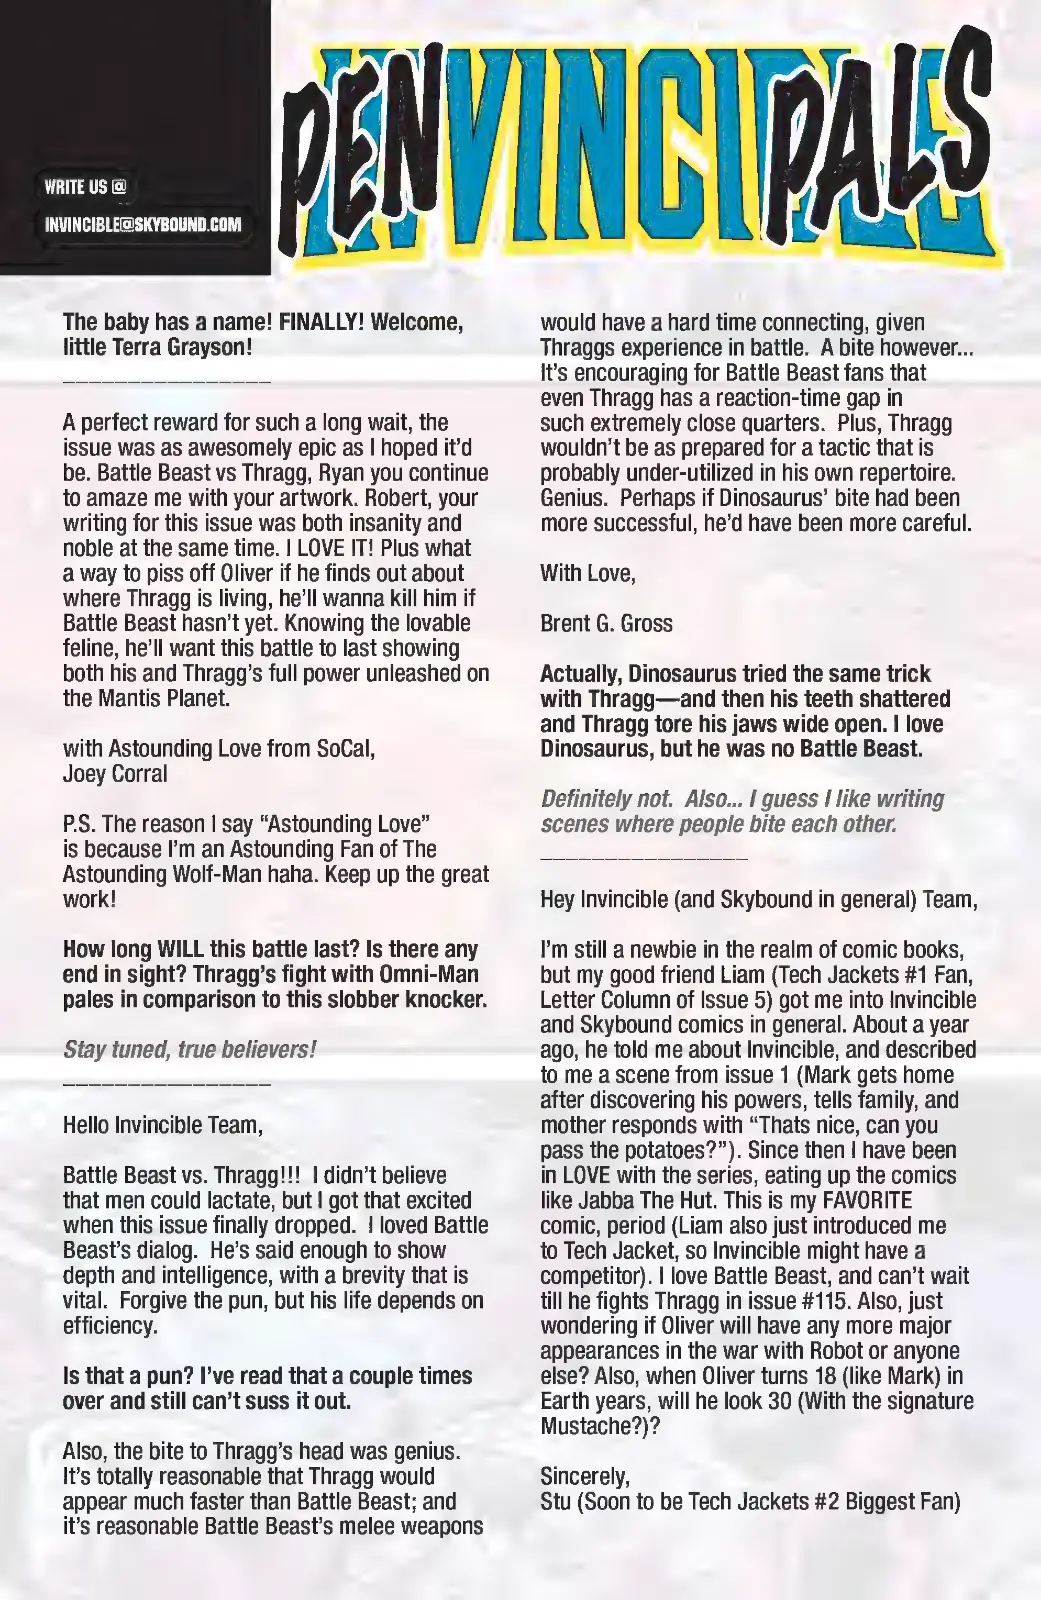 WRITE US @
INVINCIBLE@SKYBOUND.COM
PENVINCIPALS
The baby has a name! FINALLY! Welcome,
little Terra Grayson!
________________
A perfect reward for such a long wait, the
issue was as awesomely epic as I hoped it’d
be. Battle Beast vs Thragg, Ryan you continue
to amaze me with your artwork. Robert, your
writing for this issue was both insanity and
noble at the same time. I LOVE IT! Plus what
a way to piss off Oliver if he finds out about
where Thragg is living, he’ll wanna kill him if
Battle Beast hasn’t yet. Knowing the lovable
feline, he’ll want this battle to last showing
both his and Thragg’s full power unleashed on
the Mantis Planet.
with Astounding Love from SoCal,
Joey Corral
P.S. The reason I say “Astounding Love”
is because I’m an Astounding Fan of The
Astounding Wolf-Man haha. Keep up the great
work!
How long WILL this battle last? Is there any
end in sight? Thragg’s fight with Omni-Man
pales in comparison to this slobber knocker.
Stay tuned, true believers!
________________
Hello Invincible Team,
Battle Beast vs. Thragg!!!  I didn’t believe
that men could lactate, but I got that excited
when this issue finally dropped.  I loved Battle
Beast’s dialog.  He’s said enough to show
depth and intelligence, with a brevity that is
vital.  Forgive the pun, but his life depends on
efficiency.
Is that a pun? I’ve read that a couple times
over and still can’t suss it out.
Also, the bite to Thragg’s head was genius.
It’s totally reasonable that Thragg would
appear much faster than Battle Beast; and
it’s reasonable Battle Beast’s melee weapons
would have a hard time connecting, given
Thraggs experience in battle.  A bite however...
It’s encouraging for Battle Beast fans that
even Thragg has a reaction-time gap in
such extremely close quarters.  Plus, Thragg
wouldn’t be as prepared for a tactic that is
probably under-utilized in his own repertoire.
Genius.  Perhaps if Dinosaurus’ bite had been
more successful, he’d have been more careful.
With Love,
Brent G. Gross
Actually, Dinosaurus tried the same trick
with Thragg—and then his teeth shattered
and Thragg tore his jaws wide open. I love
Dinosaurus, but he was no Battle Beast.
Definitely not.  Also... I guess I like writing
scenes where people bite each other.
________________
Hey Invincible (and Skybound in general) Team,
I’m still a newbie in the realm of comic books,
but my good friend Liam (Tech Jackets #1 Fan,
Letter Column of Issue 5) got me into Invincible
and Skybound comics in general. About a year
ago, he told me about Invincible, and described
to me a scene from issue 1 (Mark gets home
after discovering his powers, tells family, and
mother responds with “Thats nice, can you
pass the potatoes?”). Since then I have been
in LOVE with the series, eating up the comics
like Jabba The Hut. This is my FAVORITE
comic, period (Liam also just introduced me
to Tech Jacket, so Invincible might have a
competitor). I love Battle Beast, and can’t wait
till he fights Thragg in issue #115. Also, just
wondering if Oliver will have any more major
appearances in the war with Robot or anyone
else? Also, when Oliver turns 18 (like Mark) in
Earth years, will he look 30 (With the signature
Mustache?)?
Sincerely,
Stu (Soon to be Tech Jackets #2 Biggest Fan)